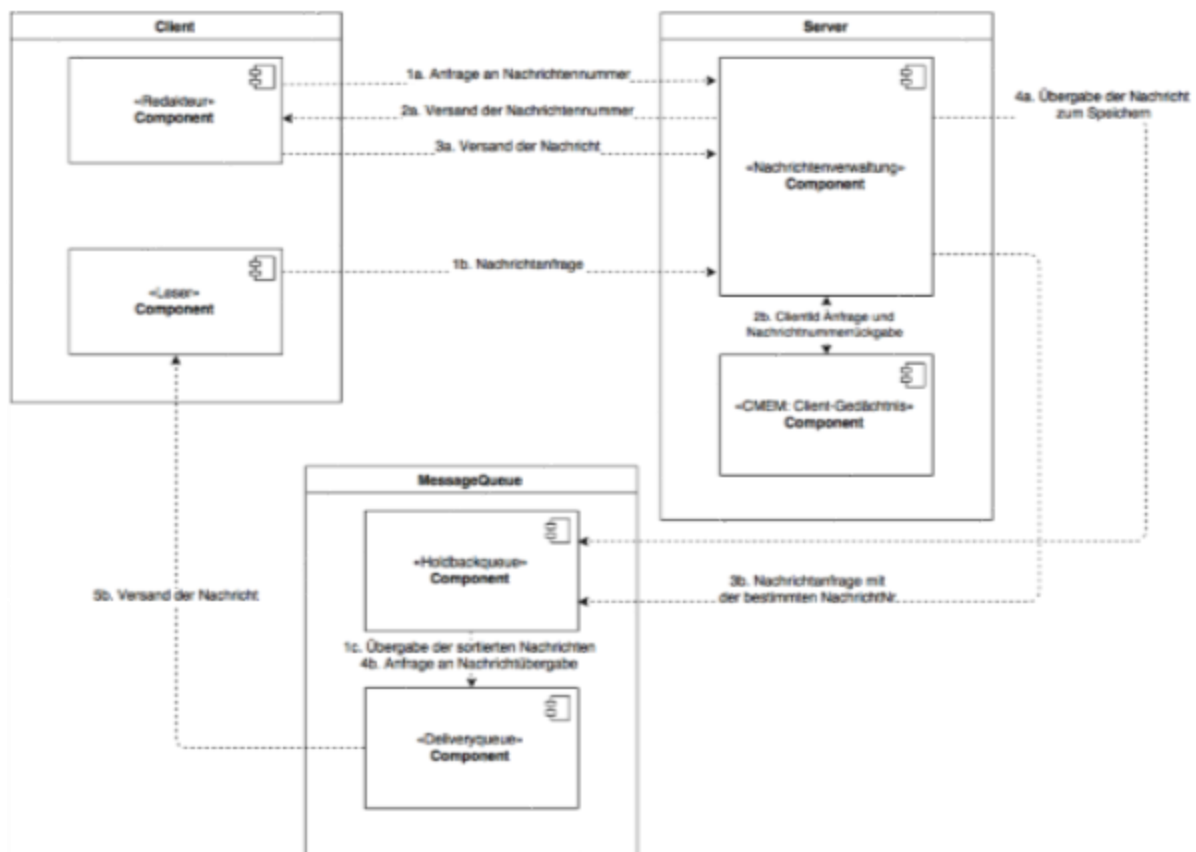 Client
Server
«Redakteur»
Component
1a. Anfrage an Nachrichtennummer
2a. Versand der Nachrichtennummer
3a. Versand der Nachricht
4a. Übergabe der Nachricht
zum Speichern
«Nachrichtenverwaltung»
Component
«Leser»
Component
1b. Nachrichtanfrage
2b. ClientId Anfrage und
Nachrichtnummerrückgabe
«CMEM: Client-Gedächtnis»
Component
MessageQueue
«Holdbackqueue»
Component
3b. Nachrichtanfrage mit
der bestimmten NachrichtNr.
5b. Versand der Nachricht
1c. Übergabe der sortierten Nachrichten
4b. Anfrage an Nachrichtübergabe
«Deliveryqueue»
Component